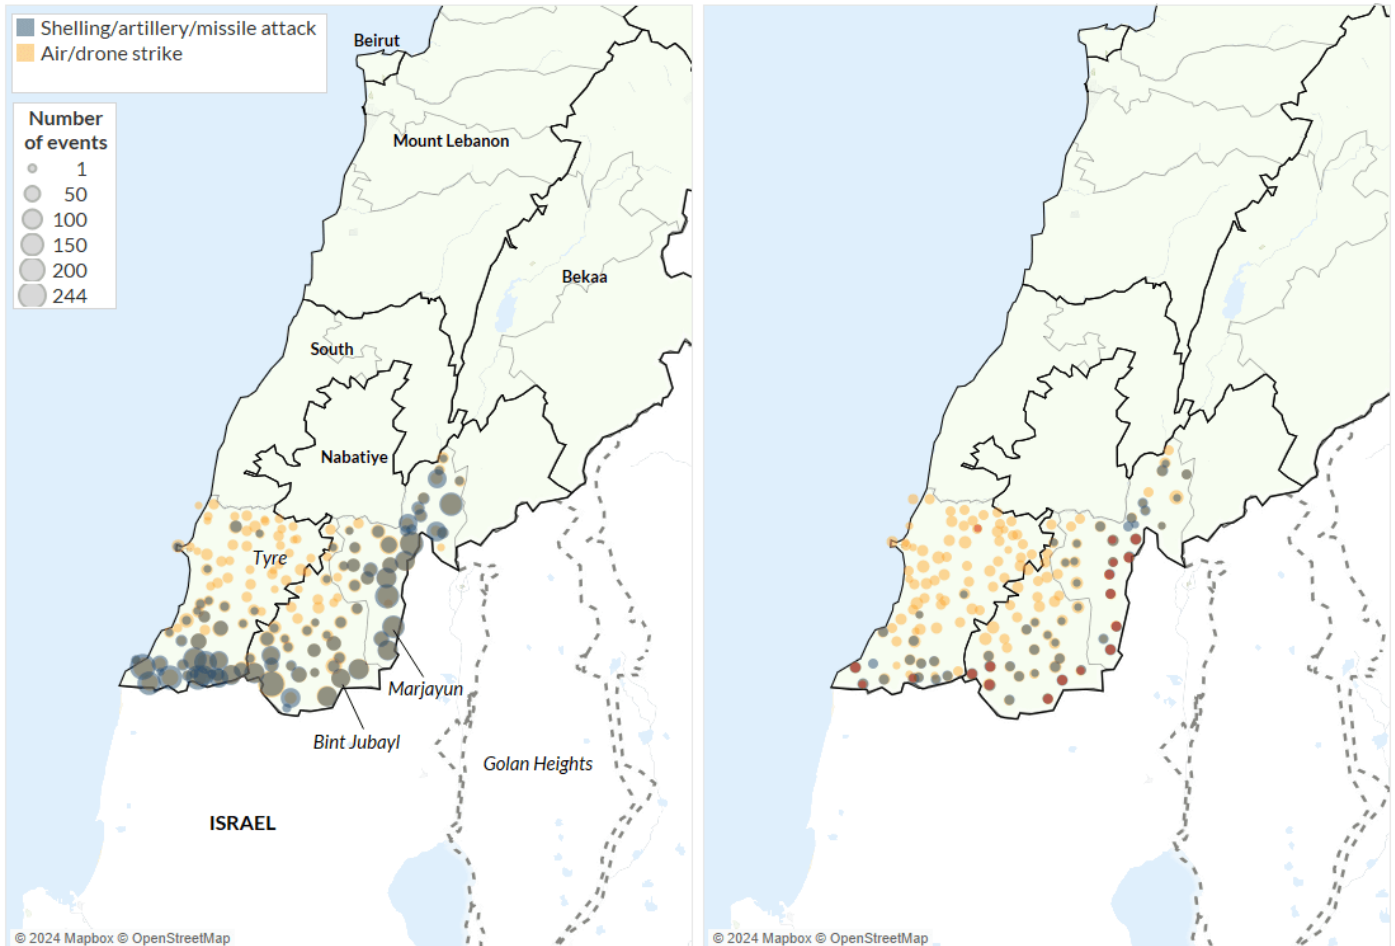 Shelling/artillery/missile attack
Air/drone strike
Number
of events
1
50
100
150
200
244
Beirut
Mount Lebanon
Bekaa
South
Nabatiye
Tyre
Marjayun
Bint Jubayl
Golan Heights
ISRAEL
© 2024 Mapbox © OpenStreetMap
© 2024 Mapbox © OpenStreetMap